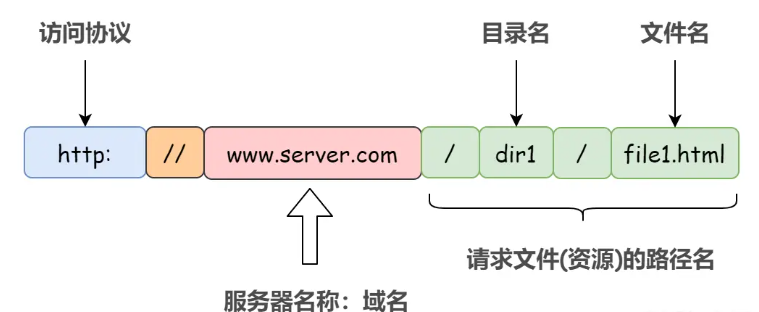 访问协议 目录名 文件名
http: // www.server.com / dir1 / file1.html
请求文件(资源)的路径名
服务器名称：域名